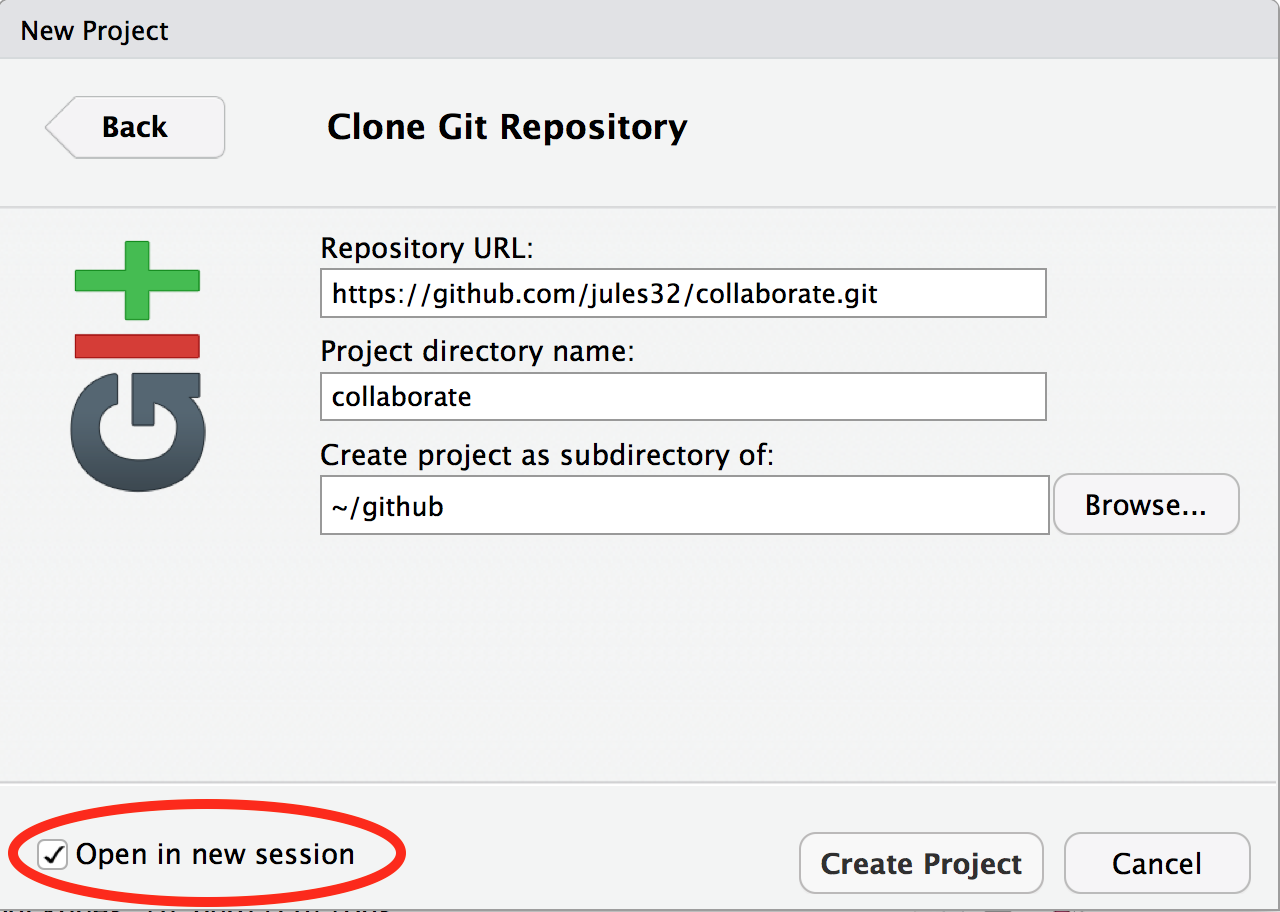 New Project
Back
Clone Git Repository
Repository URL:
https://github.com/jules32/collaborate.git
Project directory name:
collaborate
Create project as subdirectory of:
~/github
Browse...
Open in new session
Create Project
Cancel
GIt